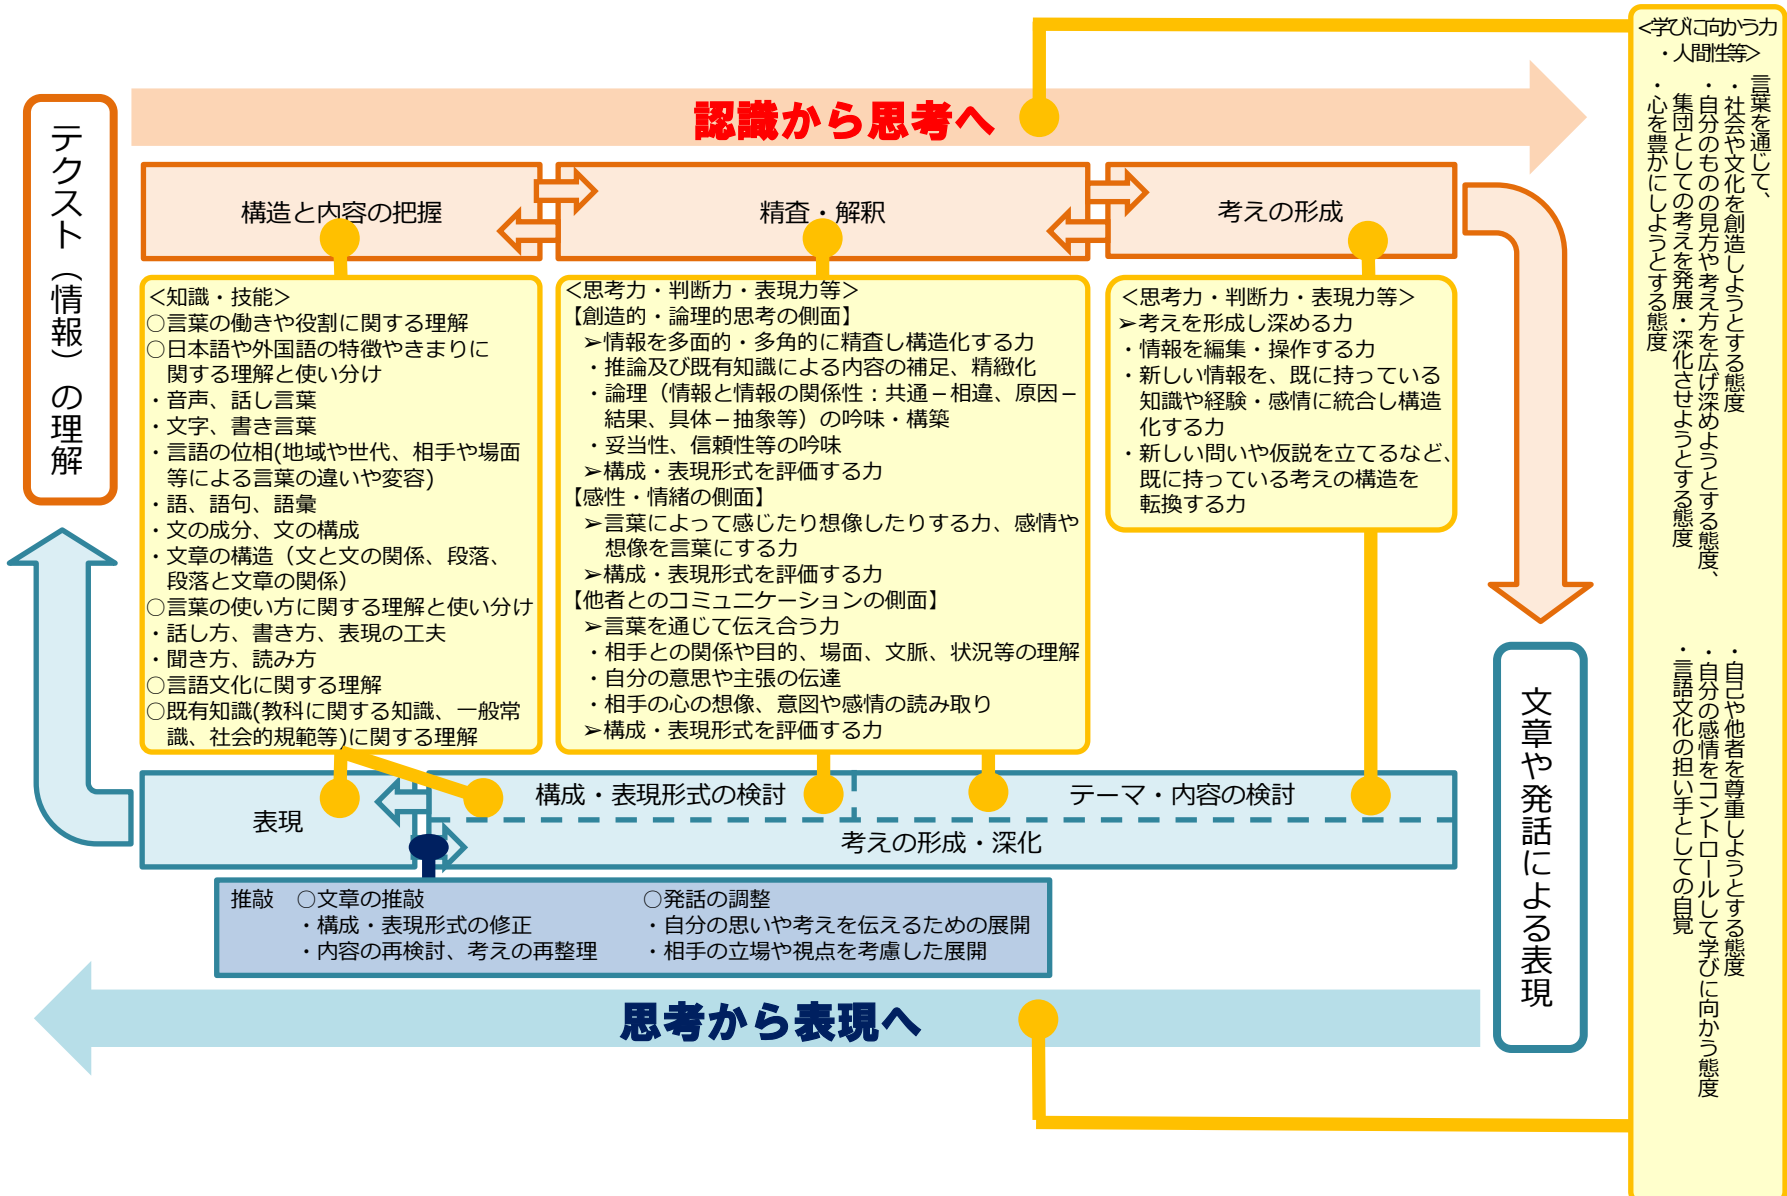 認識から思考へ
テクスト（情報）の理解
構造と内容の把握
精査・解釈
考えの形成
＜知識・技能＞
○言葉の働きや役割に関する理解
○日本語や外国語の特徴やきまりに
関する理解と使い分け
・音声、話し言葉
・文字、書き言葉
・言語の位相(地域や世代、相手や場面
等による言葉の違いや変容)
・語、語句、語彙
・文の成分、文の構成
・文章の構造（文と文の関係、段落、
段落と文章の関係）
○言葉の使い方に関する理解と使い分け
・話し方、書き方、表現の工夫
・聞き方、読み方
○言語文化に関する理解
○既有知識(教科に関する知識、一般常
識、社会的規範等)に関する理解
＜思考力・判断力・表現力等＞
【創造的・論理的思考の側面】
➢情報を多面的・多角的に精査し構造化する力
・推論及び既有知識による内容の補足、精緻化
・論理（情報と情報の関係性：共通－相違、原因－
結果、具体－抽象等）の吟味・構築
・妥当性、信頼性等の吟味
➢構成・表現形式を評価する力
【感性・情緒の側面】
➢言葉によって感じたり想像したりする力、感情や
想像を言葉にする力
➢構成・表現形式を評価する力
【他者とのコミュニケーションの側面】
➢言葉を通じて伝え合う力
・相手との関係や目的、場面、文脈、状況等の理解
・自分の意思や主張の伝達
・相手の心の想像、意図や感情の読み取り
➢構成・表現形式を評価する力
＜思考力・判断力・表現力等＞
➢考えを形成し深める力
・情報を編集・操作する力
・新しい情報を、既に持っている
知識や経験・感情に統合し構造
化する力
・新しい問いや仮説を立てるなど、
既に持っている考えの構造を
転換する力
文章や発話による表現
表現
構成・表現形式の検討
テーマ・内容の検討
考えの形成・深化
推敲 ○文章の推敲
・構成・表現形式の修正
・内容の再検討、考えの再整理
○発話の調整
・自分の思いや考えを伝えるための展開
・相手の立場や視点を考慮した展開
思考から表現へ
＜学びに向かう力
・人間性等＞
言葉を通じて、
・社会や文化を創造しようとする態度
・自分のものの見方や考え方を広げ深めようとする態度、
集団としての考えを発展・深化させようとする態度
・心を豊かにしようとする態度
・自己や他者を尊重しようとする態度
・自分の感情をコントロールして学びに向かう態度
・言語文化の担い手としての自覚